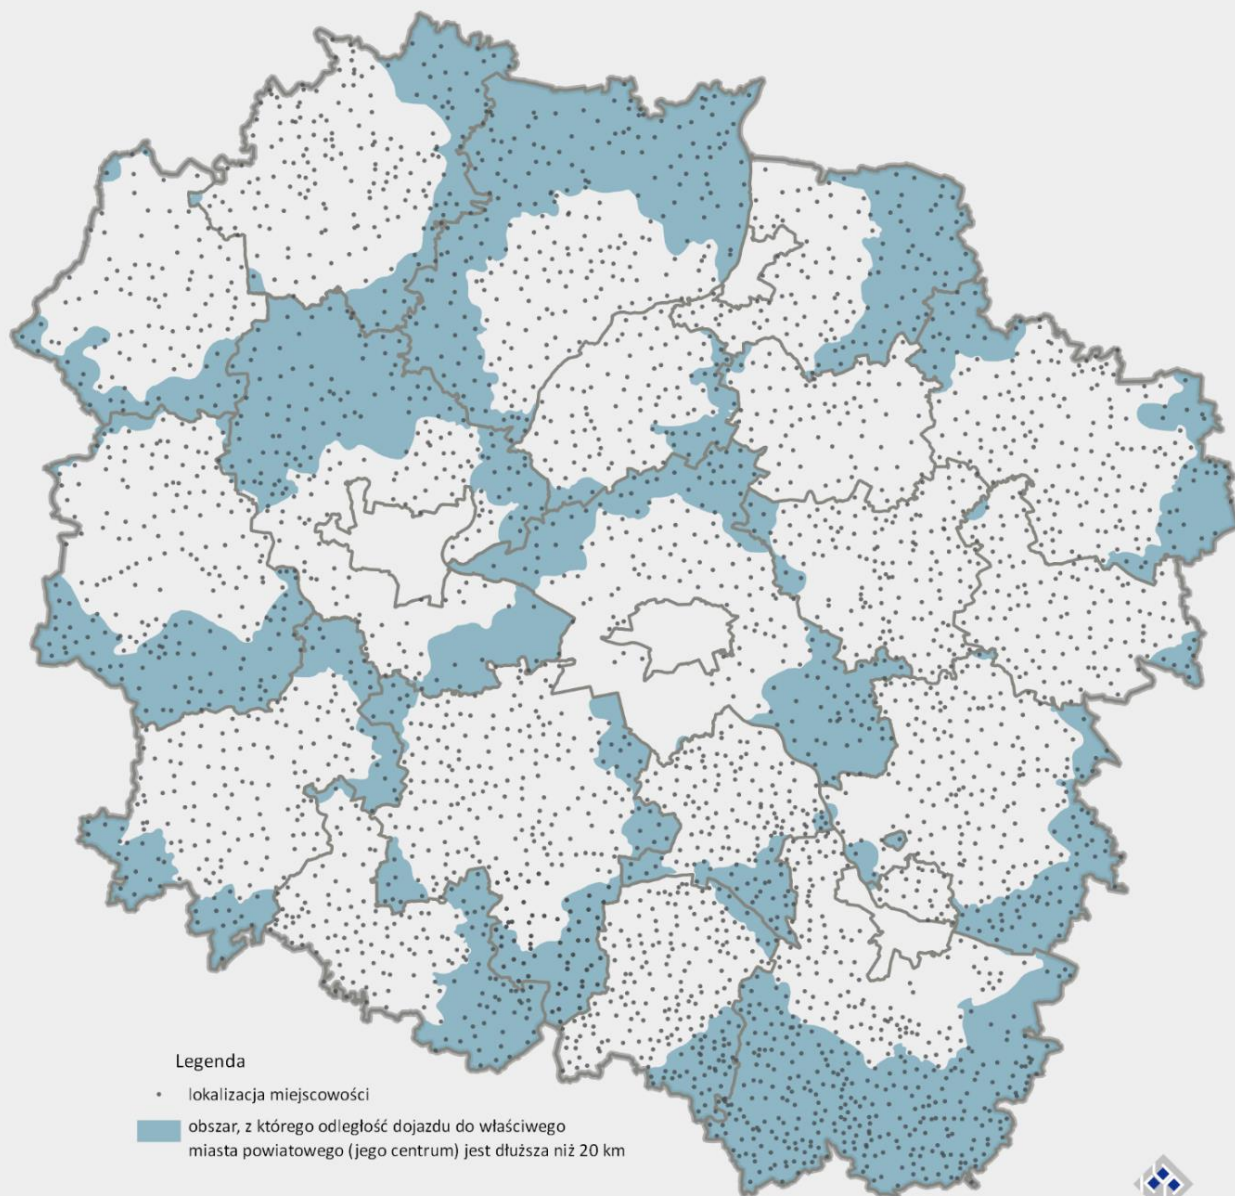 Legenda
lokalizacja miejscowości
obszar, z którego odległość dojazdu do właściwego
miasta powiatowego (jego centrum) jest dłuższa niż 20 km